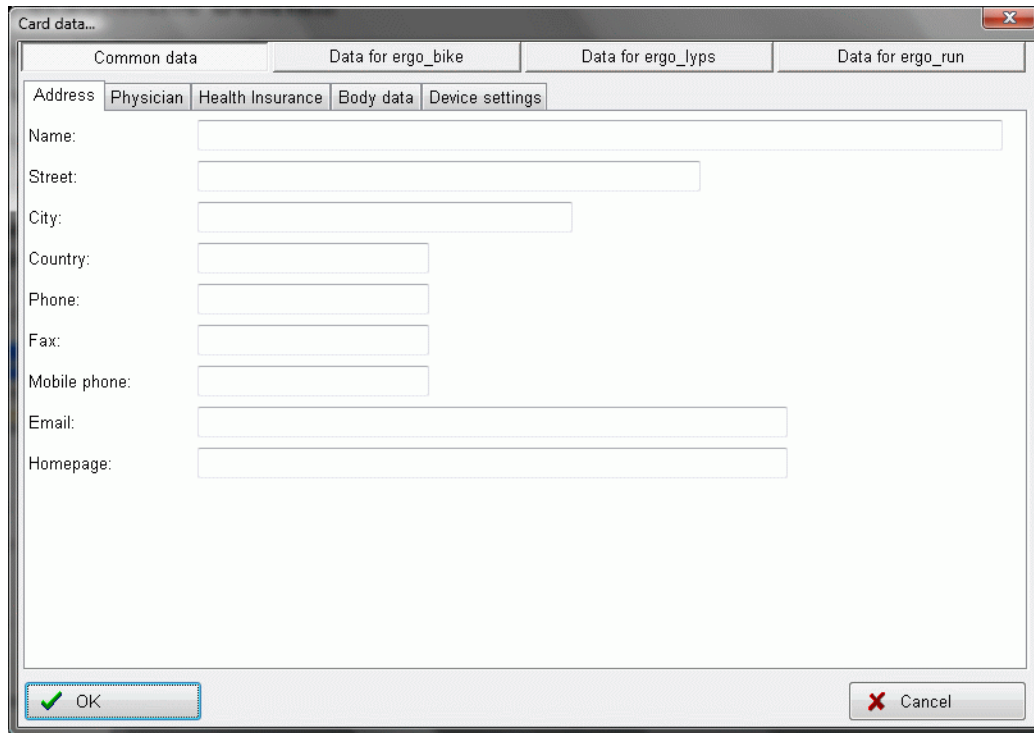 Card data...
Common data Data for ergo_bike Data for ergo_lyps Data for ergo_run
Address Physician Health Insurance Body data Device settings
Name:
Street:
City:
Country:
Phone:
Fax:
Mobile phone:
Email:
Homepage:
OK Cancel